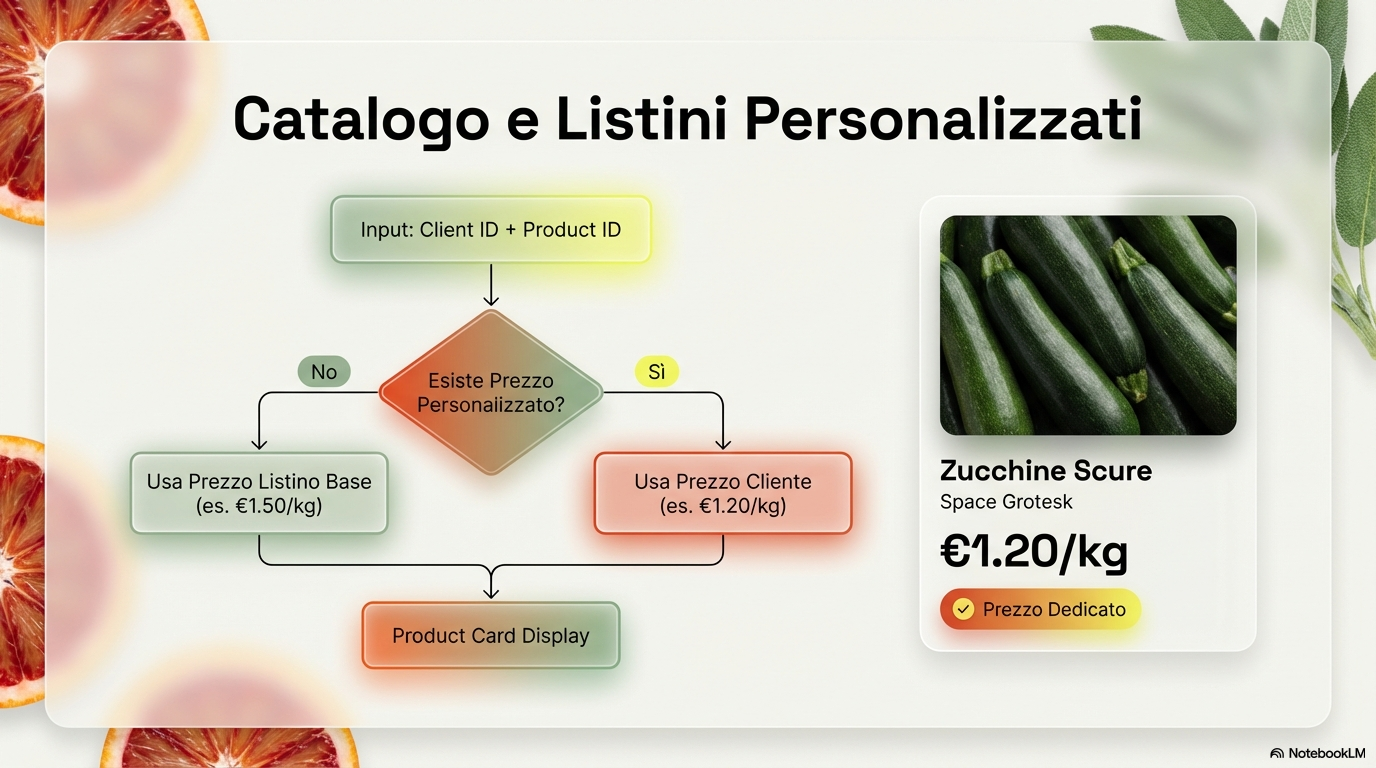 Catalogo e Listini Personalizzati
Input: Client ID + Product ID
Esiste Prezzo
Personalizzato?
No
Sì
Usa Prezzo Listino Base
(es. €1.50/kg)
Usa Prezzo Cliente
(es. €1.20/kg)
Product Card Display
Zucchine Scure
Space Grotesk
€1.20/kg
Prezzo Dedicato
NotebookLM